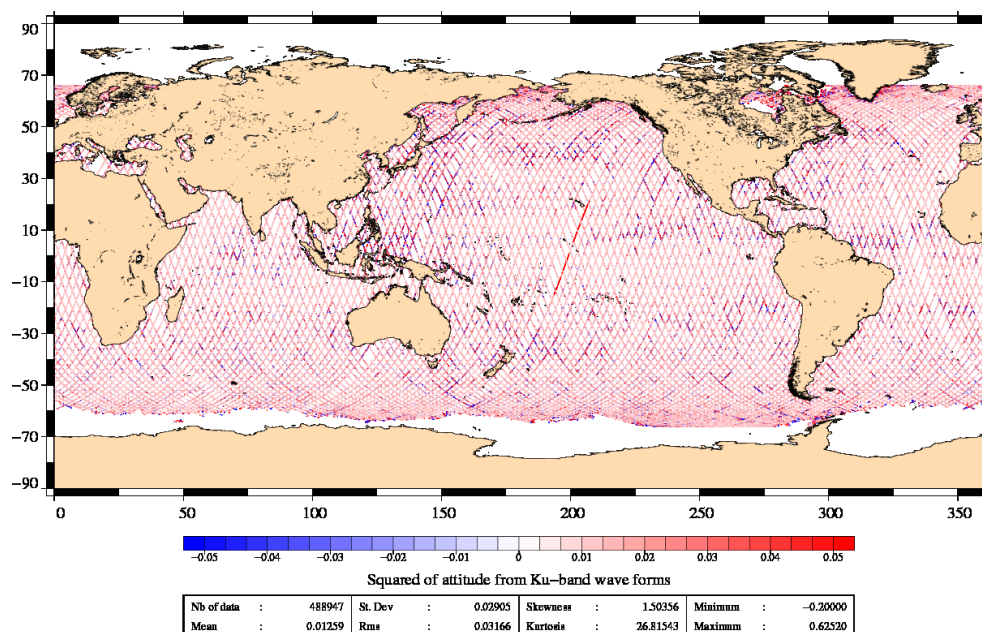 90
70
50
30
10
−10
−30
−50
−70
−90
0 50 100 150 200 250 300 350
−0.05 −0.04 −0.03 −0.02 −0.01 0 0.01 0.02 0.03 0.04 0.05
Squared of attitude from Ku−band wave forms
Nb of data : 488947 St. Dev : 0.02905 Skewness : 1.50356 Minimum : −0.20000
Mean : 0.01259 Rms : 0.03166 Kurtosis : 26.81543 Maximum : 0.62520